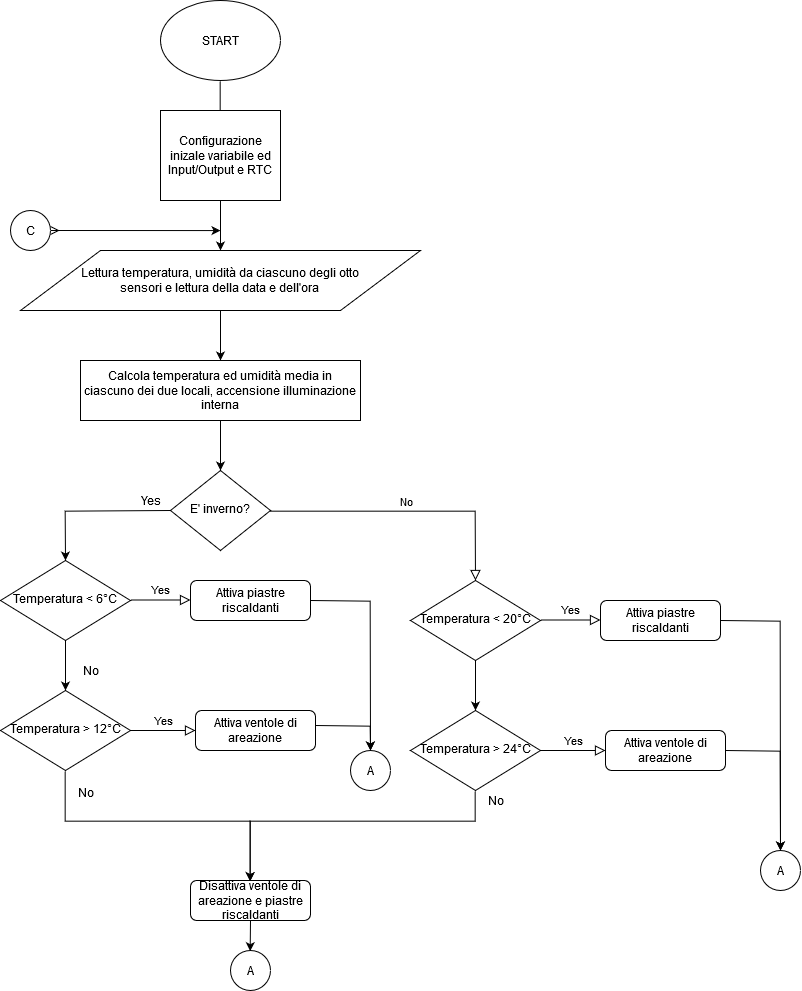 START
Configurazione
inizale variabile ed
Input/Output e RTC
C
Lettura temperatura, umidità da ciascuno degli otto
sensori e lettura della data e dell'ora
Calcola temperatura ed umidità media in
ciascuno dei due locali, accensione illuminazione
interna
Yes
E' inverno?
No
Temperatura < 6°C
Yes
Attiva piastre
riscaldanti
Temperatura < 20°C
Yes
Attiva piastre
riscaldanti
No
Temperatura > 12°C
Yes
Attiva ventole di
areazione
Temperatura > 24°C
Yes
Attiva ventole di
areazione
A
No
No
A
Disattiva ventole di
areazione e piastre
riscaldanti
A